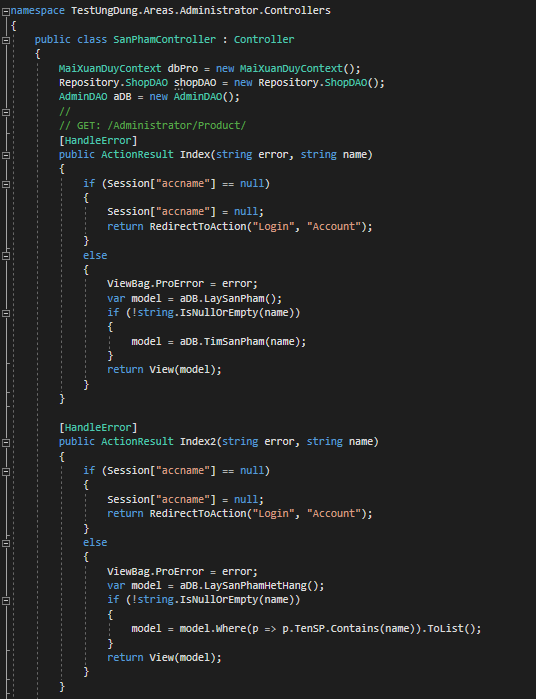 namespace TestUngDung.Areas.Administrator.Controllers
{
    public class SanPhamController : Controller
    {
        MaiXuanDuyContext dbPro = new MaiXuanDuyContext();
        Repository.ShopDAO shopDAO = new Repository.ShopDAO();
        AdminDAO aDB = new AdminDAO();
        //
        // GET: /Administrator/Product/
        [HandleError]
        public ActionResult Index(string error, string name)
        {
            if (Session["accname"] == null)
            {
                Session["accname"] = null;
                return RedirectToAction("Login", "Account");
            }
            else
            {
                ViewBag.ProError = error;
                var model = aDB.LaySanPham();
                if (!string.IsNullOrEmpty(name))
                {
                    model = aDB.TimSanPham(name);
                }
                return View(model);
            }
        }

        [HandleError]
        public ActionResult Index2(string error, string name)
        {
            if (Session["accname"] == null)
            {
                Session["accname"] = null;
                return RedirectToAction("Login", "Account");
            }
            else
            {
                ViewBag.ProError = error;
                var model = aDB.LaySanPhamHetHang();
                if (!string.IsNullOrEmpty(name))
                {
                    model = model.Where(p => p.TenSP.Contains(name)).ToList();
                }
                return View(model);
            }
        }